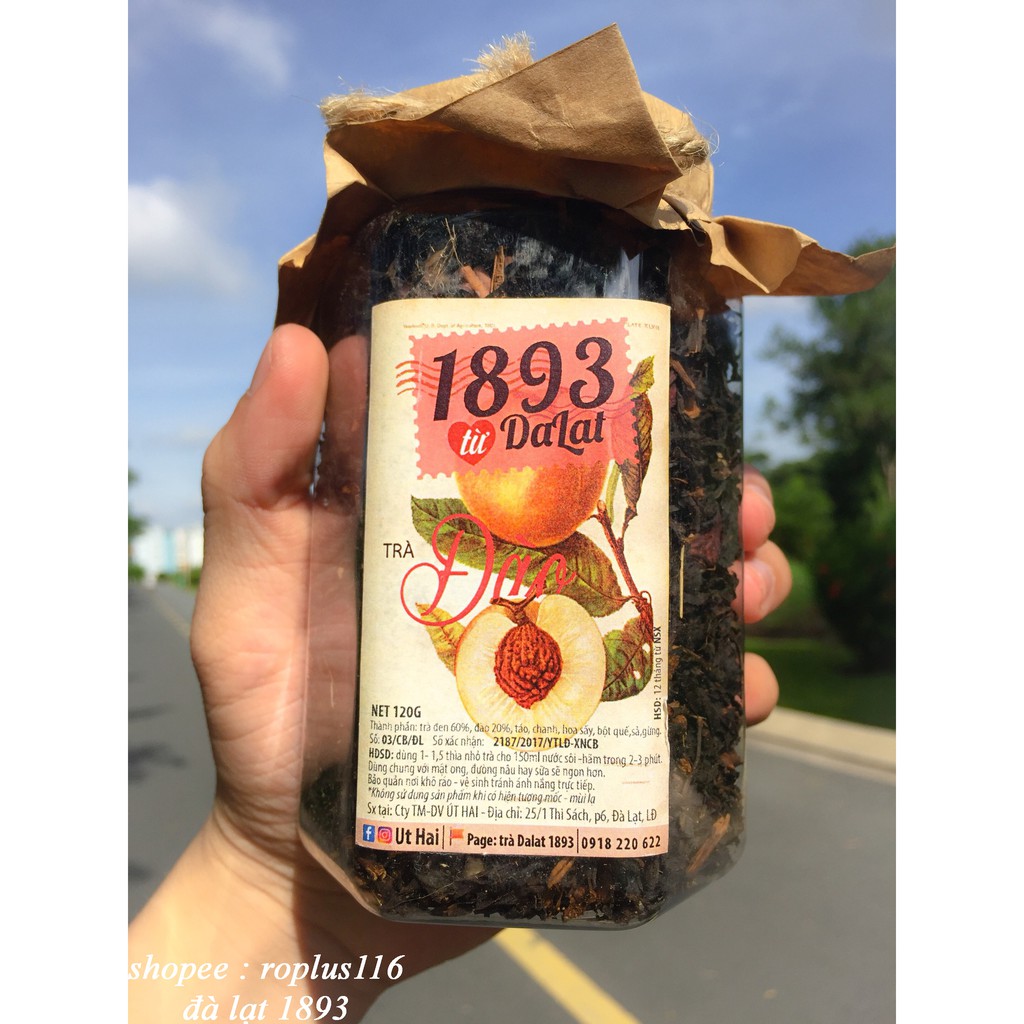 1893
từ DaLat
TRÀ
Đào
HSD: 12 tháng từ NSX
NET 120G
Thành phần: trà đen 60%, đào 20%, táo, chanh, hoa sấy, bột quế, sả, gừng.
Số: 03/CB/ĐL Số xác nhận: 2187/2017/YTLĐ-XNCB
HDSD: dùng 1- 1,5 thìa nhỏ trà cho 150ml nước sôi -hãm trong 2-3 phút.
Dùng chung với mật ong, đường nâu hay sữa sẽ ngon hơn.
Bảo quản nơi khô ráo - vệ sinh tránh ánh nắng trực tiếp.
*Không sử dụng sản phẩm khi có hiện tượng mốc - mùi lạ
Sx tại: Cty TM-DV ÚT HAI - Địa chỉ: 25/1 Thi Sách, p6, Đà Lạt, LĐ
Ut Hai Page: trà Dalat 1893 0918 220 622
shopee : roplus116
đà lạt 1893